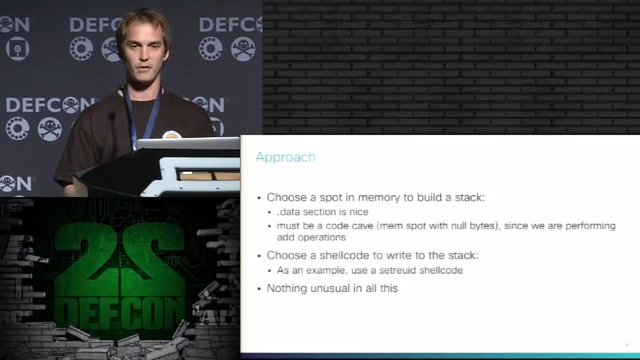 DEFCON
DEFCON
DEFCON
DEFCON
CON
22
DEFCON
Approach
• Choose a spot in memory to build a stack:
• .data section is nice
• must be a code cave (mem spot with null bytes), since we are performing
add operations
• Choose a shellcode to write to the stack:
• As an example, use a setreuid shellcode
• Nothing unusual in all this